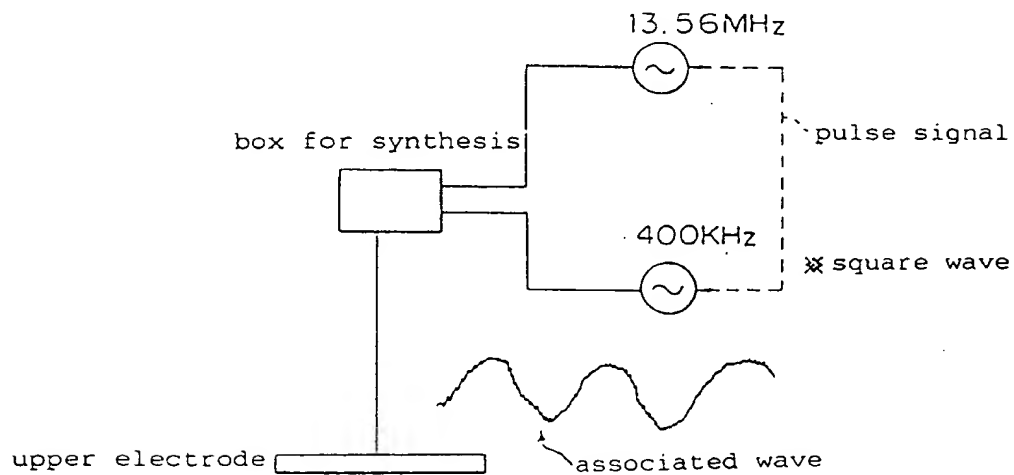 13.56MHz
box for synthesis
pulse signal
400KHz
※ square wave
upper electrode
associated wave